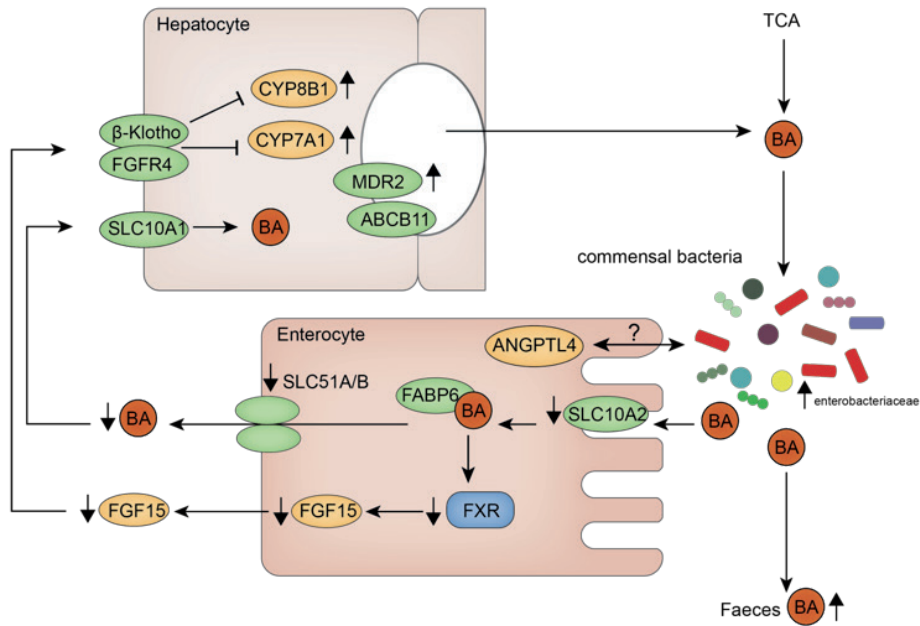 Hepatocyte
TCA
CYP8B1
β-Klotho
CYP7A1
BA
FGFR4
MDR2
SLC10A1
BA
ABCB11
commensal bacteria
Enterocyte
?
ANGPTL4
SLC51A/B
FABP6
enterobacteriaceae
BA
BA
SLC10A2
BA
BA
FGF15
FGF15
FXR
Faeces
BA